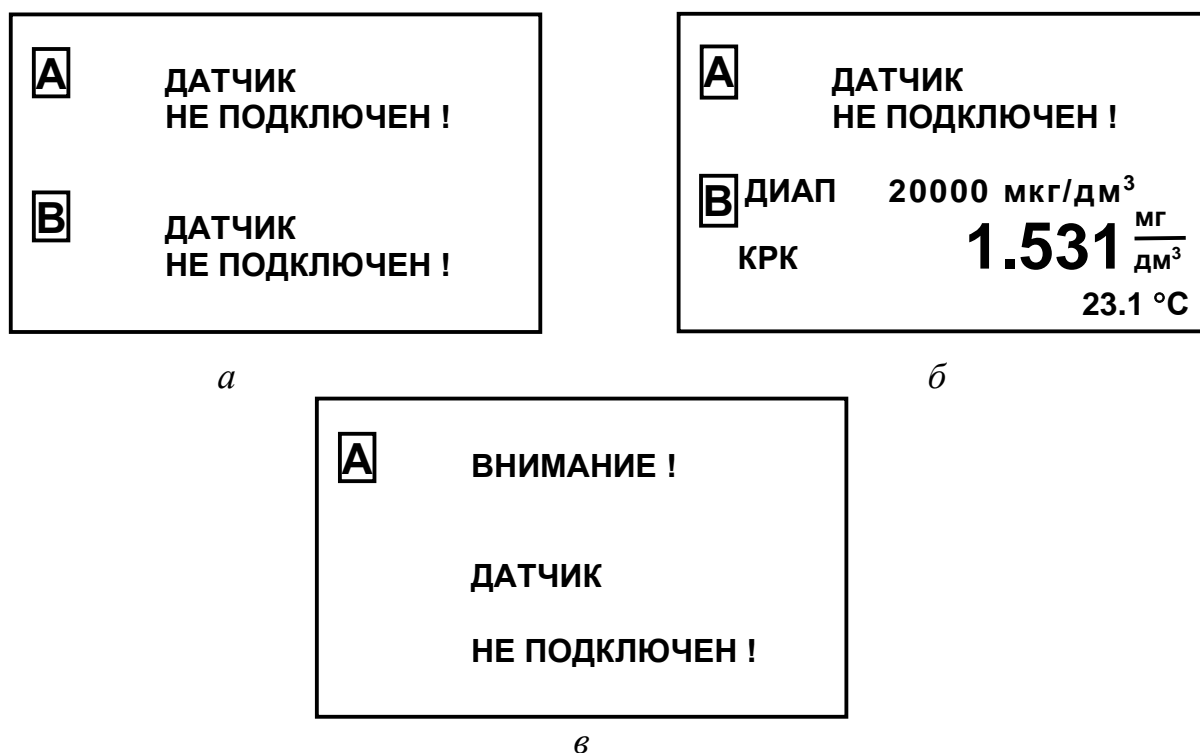 A
ДАТЧИК
НЕ ПОДКЛЮЧЕН !
B
ДАТЧИК
НЕ ПОДКЛЮЧЕН !
а
A
ДАТЧИК
НЕ ПОДКЛЮЧЕН !
B ДИАП 20000 мкг/дм³
КРК 1.531 мг/дм³
23.1 °C
б
A ВНИМАНИЕ !
ДАТЧИК
НЕ ПОДКЛЮЧЕН !
в